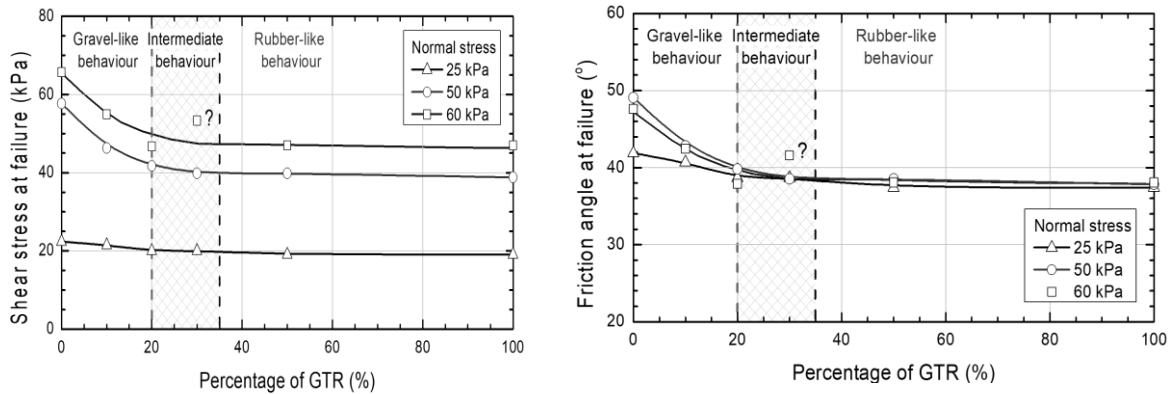 Gravel-like
behaviour
Intermediate
behaviour
Rubber-like
behaviour
Normal stress
25 kPa
50 kPa
60 kPa
?
80
60
40
20
0
Shear stress at failure (kPa)
0 20 40 60 80 100
Percentage of GTR (%)
Gravel-like
behaviour
Intermediate
behaviour
Rubber-like
behaviour
?
Normal stress
25 kPa
50 kPa
60 kPa
60
50
40
30
20
Friction angle at failure (°)
0 20 40 60 80 100
Percentage of GTR (%)